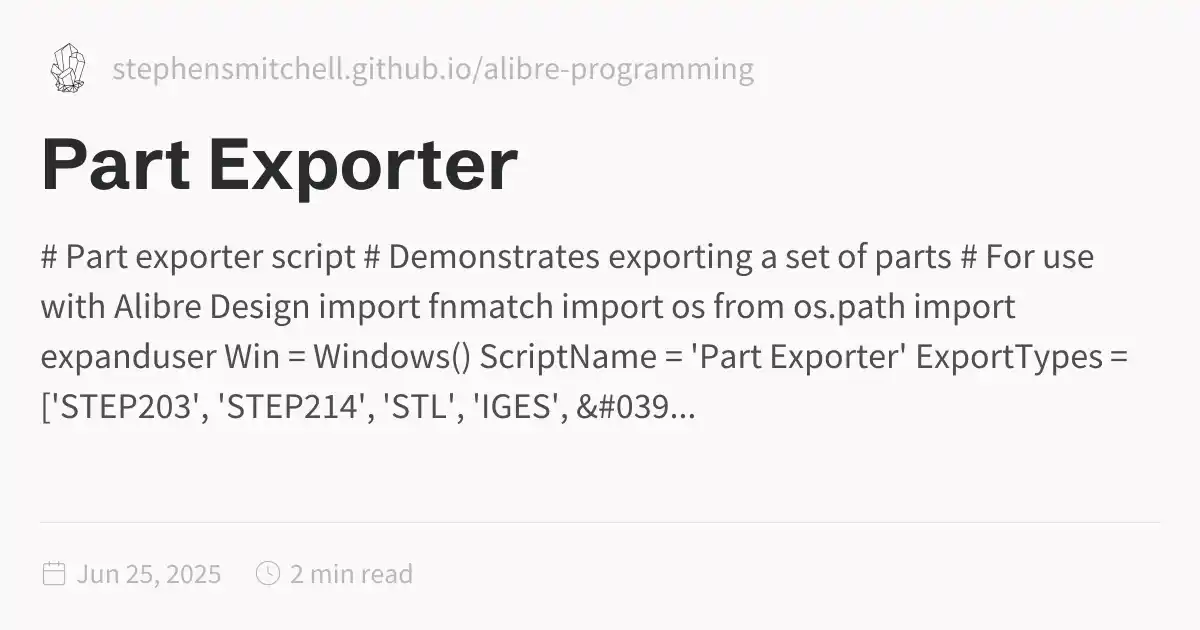 stephensmitchell.github.io/alibre-programming
Part Exporter
# Part exporter script # Demonstrates exporting a set of parts # For use
with Alibre Design import fnmatch import os from os.path import
expanduser Win = Windows() ScriptName = 'Part Exporter' ExportTypes =
['STEP203', 'STEP214', 'STL', 'IGES', &#039...
Jun 25, 2025 2 min read